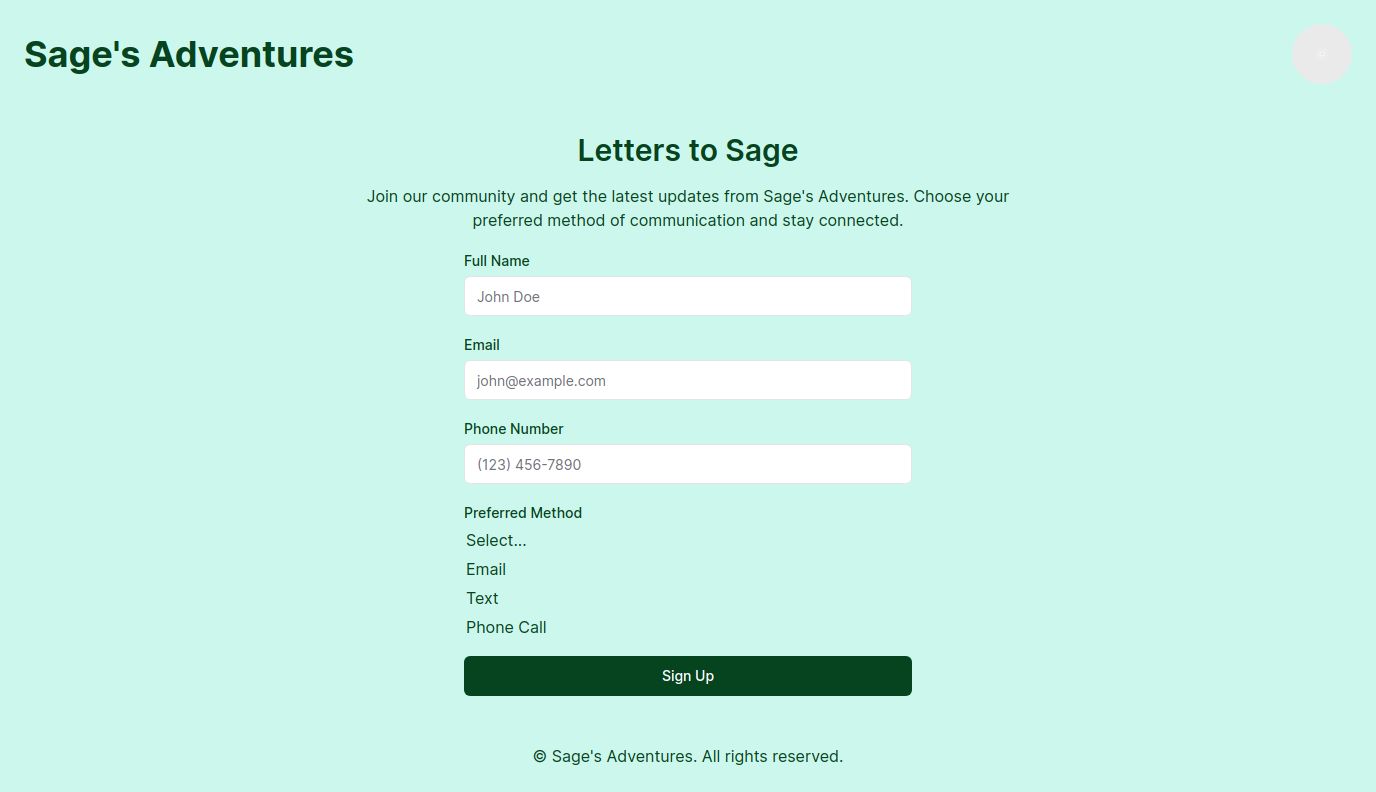 Sage's Adventures
Letters to Sage
Join our community and get the latest updates from Sage's Adventures. Choose your
preferred method of communication and stay connected.
Full Name
John Doe
Email
john@example.com
Phone Number
(123) 456-7890
Preferred Method
Select...
Email
Text
Phone Call
Sign Up
© Sage's Adventures. All rights reserved.